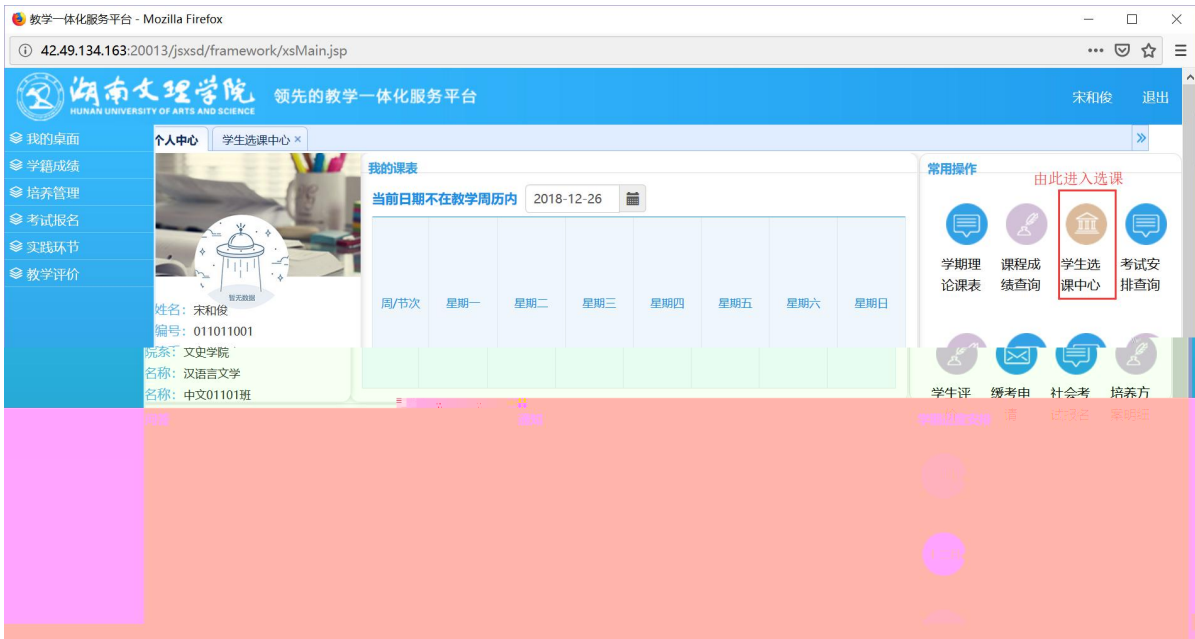 教学一体化服务平台 - Mozilla Firefox
42.49.134.163:20013/jsxsd/framework/xsMain.jsp
湖南文理学院
HUNAN UNIVERSITY OF ARTS AND SCIENCE
领先的教学一体化服务平台
宋和俊 退出
我的桌面
学籍成绩
培养管理
考试报名
实践环节
教学评价
个人中心 学生选课中心 ×
暂无数据
姓名：宋和俊
编号：011011001
院系：文史学院
名称：汉语言文学
名称：中文01101班
我的课表
当前日期不在教学周历内 2018-12-26
周/节次 星期一 星期二 星期三 星期四 星期五 星期六 星期日
常用操作
由此进入选课
学期理
论课表
课程成
绩查询
学生选
课中心
考试安
排查询
学生评
缓考申
请
社会考
试报名
培养方
案明细